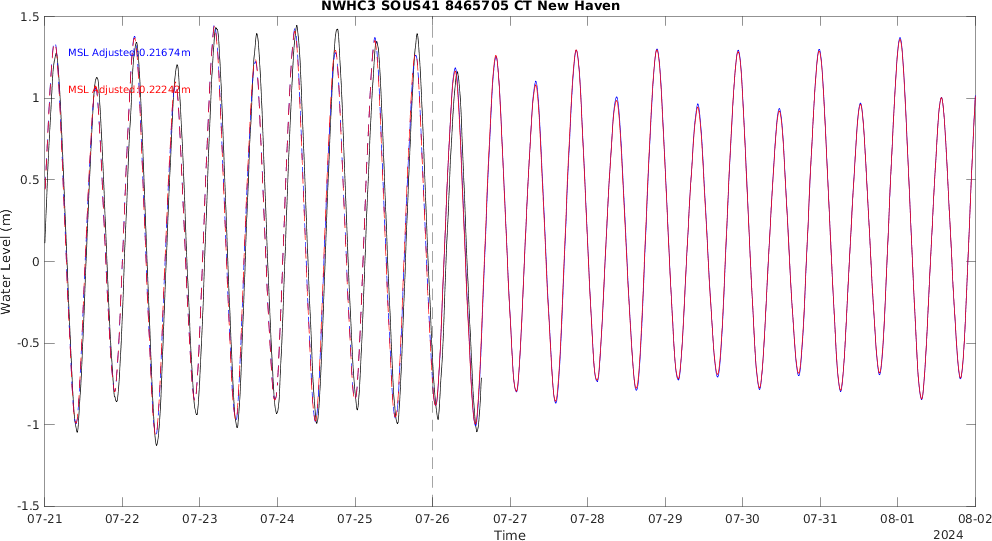 NWHC3 SOUS41 8465705 CT New Haven
1.5
MSL Adjusted:0.21674m
1
MSL Adjusted:0.22242m
0.5
0
-0.5
-1
-1.5
Water Level (m)
07-21 07-22 07-23 07-24 07-25 07-26 07-27 07-28 07-29 07-30 07-31 08-01 08-02
Time
2024